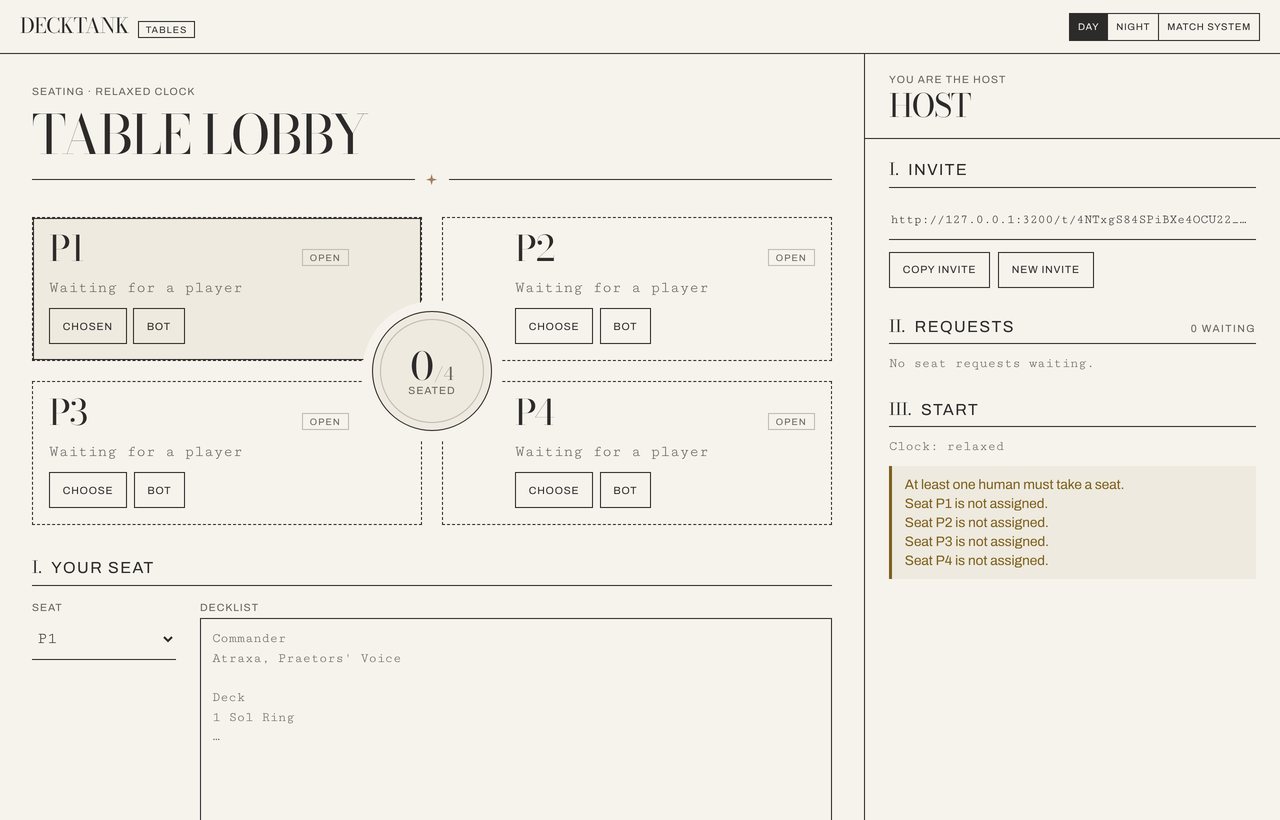 DECKTANK TABLES
DAY NIGHT MATCH SYSTEM
SEATING · RELAXED CLOCK
TABLE LOBBY
P1 OPEN
Waiting for a player
CHOSEN BOT
P2 OPEN
Waiting for a player
CHOOSE BOT
0/4
SEATED
P3 OPEN
Waiting for a player
CHOOSE BOT
P4 OPEN
Waiting for a player
CHOOSE BOT
I. YOUR SEAT
SEAT
P1
DECKLIST
Commander
Atraxa, Praetors' Voice
Deck
1 Sol Ring
…
YOU ARE THE HOST
HOST
I. INVITE
http://127.0.0.1:3200/t/4NTxgS84SPiBXe4OCU22__…
COPY INVITE NEW INVITE
II. REQUESTS 0 WAITING
No seat requests waiting.
III. START
Clock: relaxed
At least one human must take a seat.
Seat P1 is not assigned.
Seat P2 is not assigned.
Seat P3 is not assigned.
Seat P4 is not assigned.